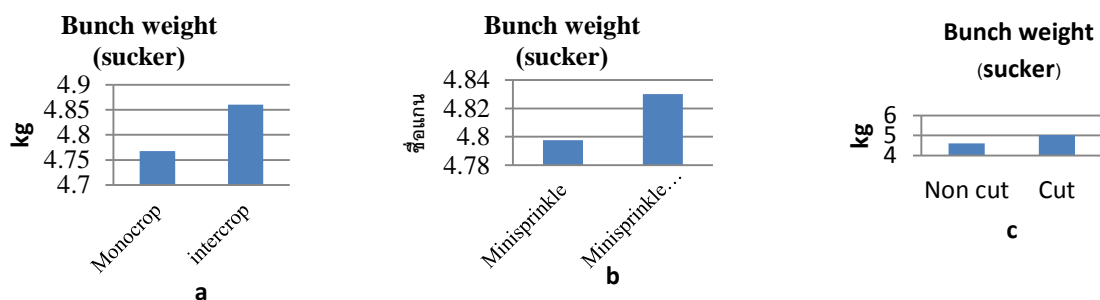 Bunch weight
(sucker)
4.9
4.85
4.8
4.75
4.7
kg
Monocrop
intercrop
a
Bunch weight
(sucker)
4.84
4.82
4.8
4.78
ชื่อแกน
Minisprinkle
Minisprinkle…
b
Bunch weight
(sucker)
6
5
4
kg
Non cut
Cut
c